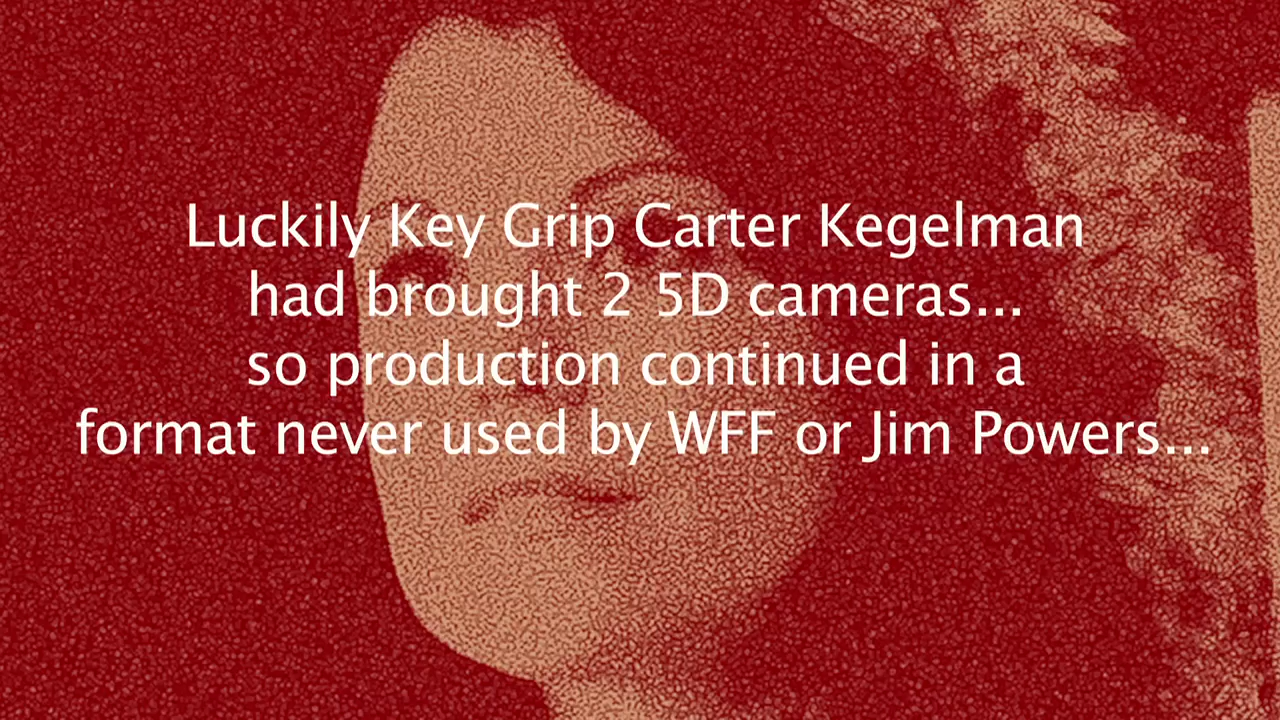 Luckily Key Grip Carter Kegelman
had brought 2 5D cameras...
so production continued in a
format never used by WFF or Jim Powers...